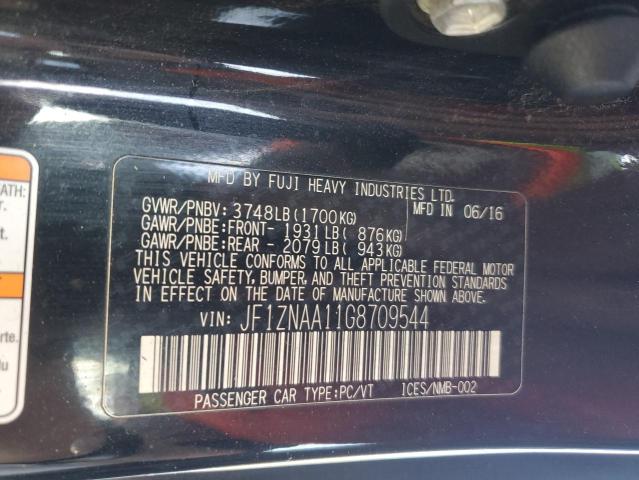 MFD BY FUJI HEAVY INDUSTRIES LTD.
GVWR/PNBV: 3748LB(1700KG) MFD IN 06/16
GAWR/PNBE:FRONT- 1931LB( 876KG)
GAWR/PNBE:REAR - 2079LB( 943KG)
THIS VEHICLE CONFORMS TO ALL APPLICABLE FEDERAL MOTOR
VEHICLE SAFETY, BUMPER, AND THEFT PREVENTION STANDARDS
IN EFFECT ON THE DATE OF MANUFACTURE SHOWN ABOVE.
VIN: JF1ZNAA11G8709544
PASSENGER CAR TYPE:PC/VT ICES/NMB-002